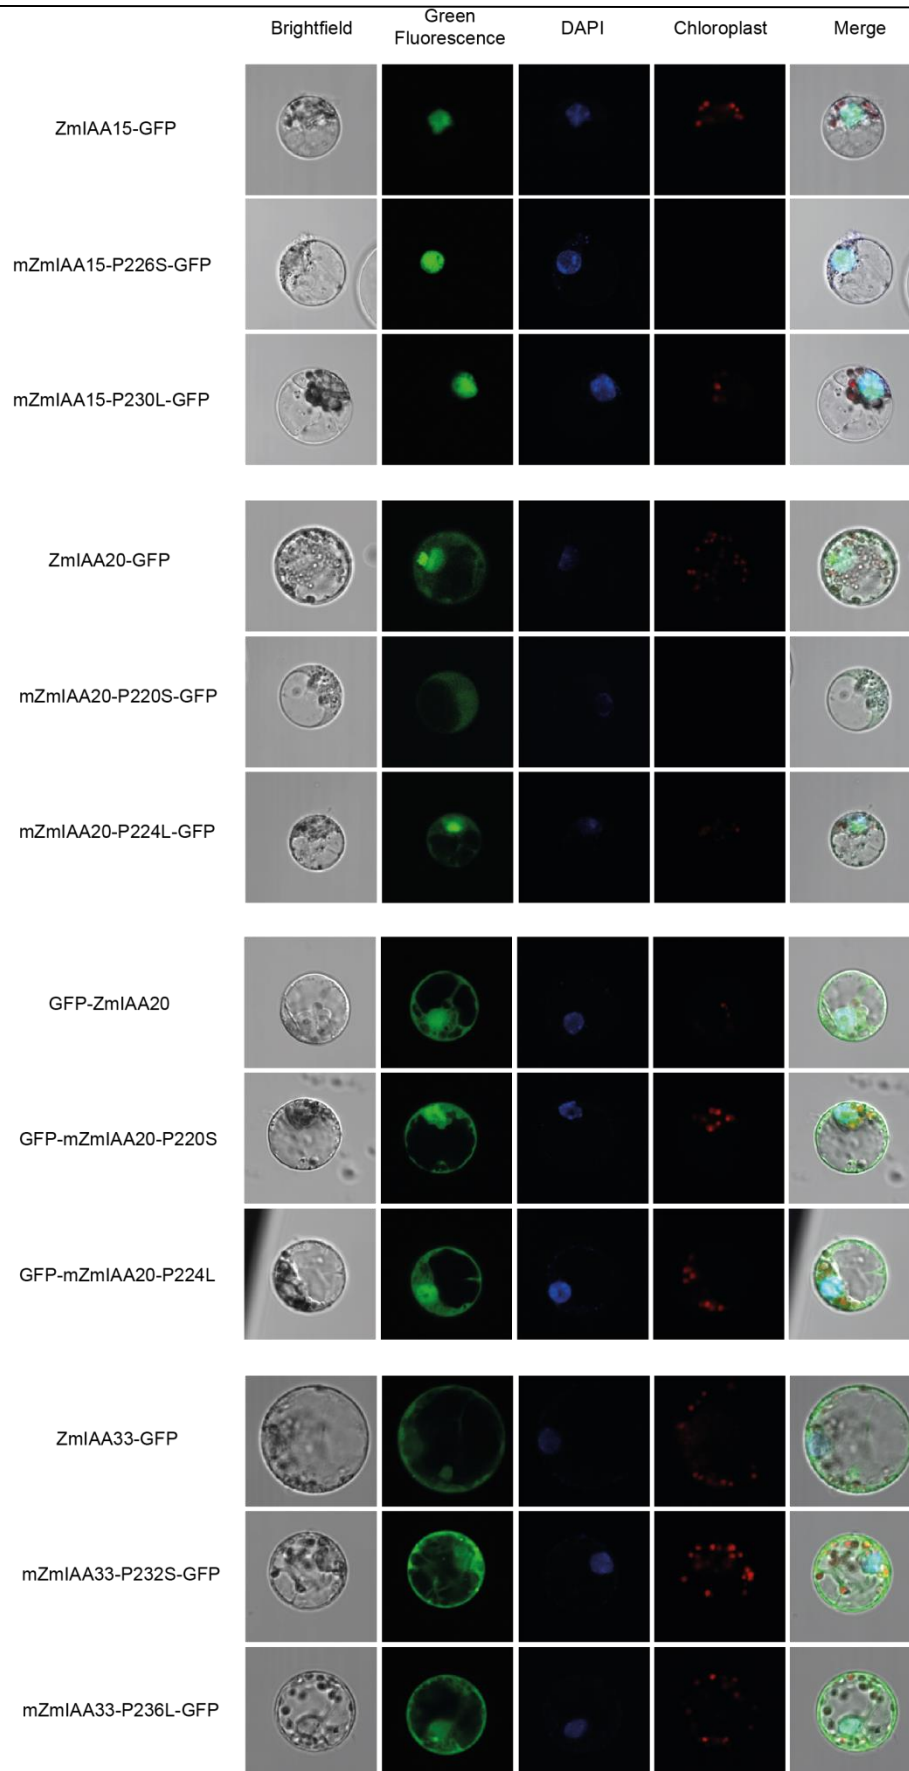 Brightfield
Green
Fluorescence
DAPI
Chloroplast
Merge
ZmIAA15-GFP
mZmIAA15-P226S-GFP
mZmIAA15-P230L-GFP
ZmIAA20-GFP
mZmIAA20-P220S-GFP
mZmIAA20-P224L-GFP
GFP-ZmIAA20
GFP-mZmIAA20-P220S
GFP-mZmIAA20-P224L
ZmIAA33-GFP
mZmIAA33-P232S-GFP
mZmIAA33-P236L-GFP